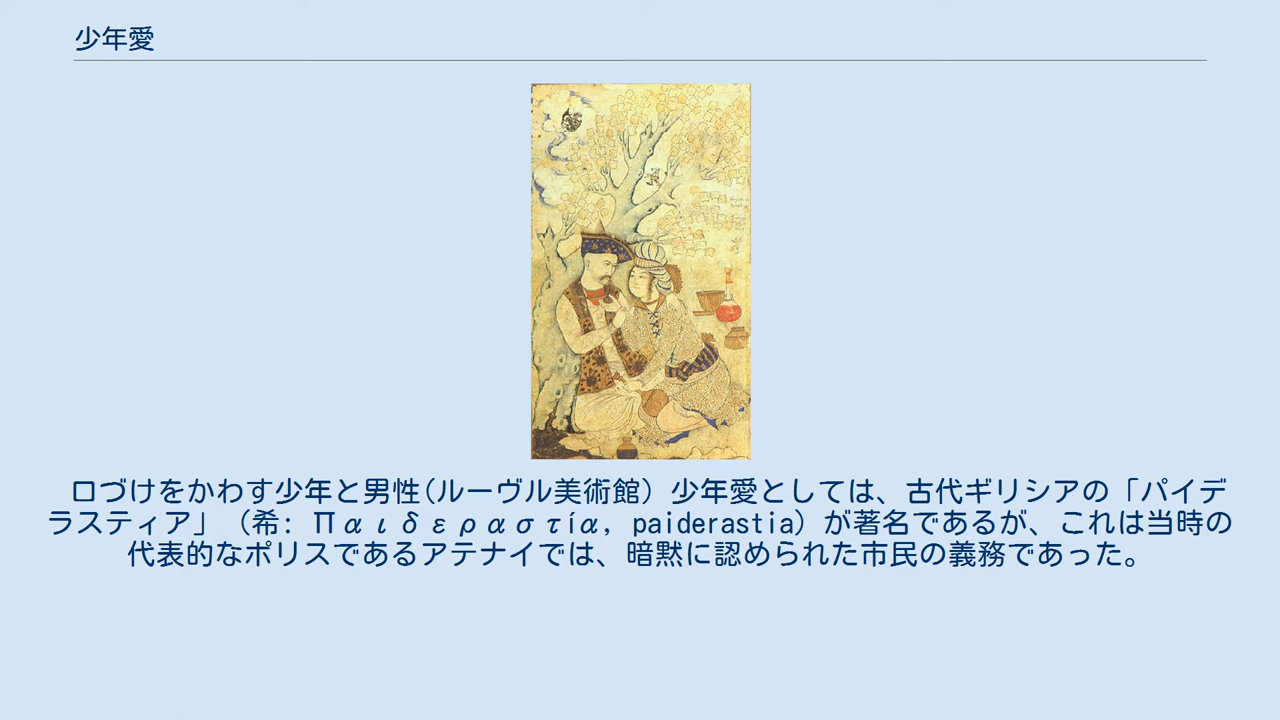 少年愛
口づけをかわす少年と男性(ルーヴル美術館) 少年愛としては、古代ギリシアの「パイデ
ラスティア」（希: Παιδεραστία, paiderastia）が著名であるが、これは当時の
代表的なポリスであるアテナイでは、暗黙に認められた市民の義務であった。